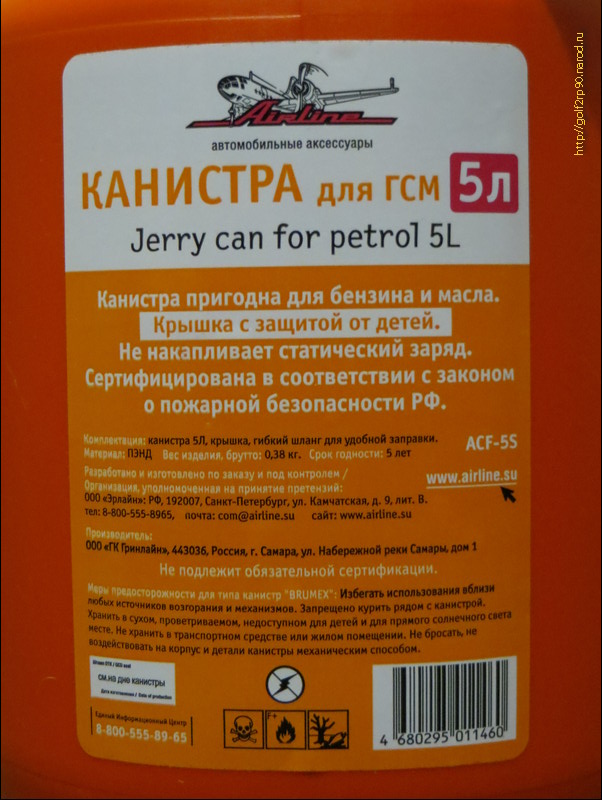 http://golf2rp90.narod.ru
AirLine
автомобильные аксессуары
КАНИСТРА для ГСМ 5л
Jerry can for petrol 5L
Канистра пригодна для бензина и масла.
Крышка с защитой от детей.
Не накапливает статический заряд.
Сертифицирована в соответствии с законом
о пожарной безопасности РФ.
Комплектация: канистра 5Л, крышка, гибкий шланг для удобной заправки.
Материал: ПЭНД Вес изделия, брутто: 0,38 кг. Срок годности: 5 лет
ACF-5S
Разработано и изготовлено по заказу и под контролем /
Организация, уполномоченная на принятие претензий:
www.airline.su
ООО «Эрлайн»: РФ, 192007, Санкт-Петербург, ул. Камчатская, д. 9, лит. В.
тел: 8-800-555-8965, почта: com@airline.su сайт: www.airline.su
Производитель:
ООО «ГК Гринлайн», 443036, Россия, г. Самара, ул. Набережной реки Самары, дом 1
Не подлежит обязательной сертификации.
Меры предосторожности для типа канистр "BRUMEX": Избегать использования вблизи
любых источников возгорания и механизмов. Запрещено курить рядом с канистрой.
Хранить в сухом, проветриваемом, недоступном для детей и для прямого солнечного света
месте. Не хранить в транспортном средстве или жилом помещении. Не бросать, не
воздействовать на корпус и детали канистры механическим способом.
см.на дне канистры
Дата изготовления / Date of production
Единый Информационный Центр
8-800-555-89-65
F+
4 680295 011460